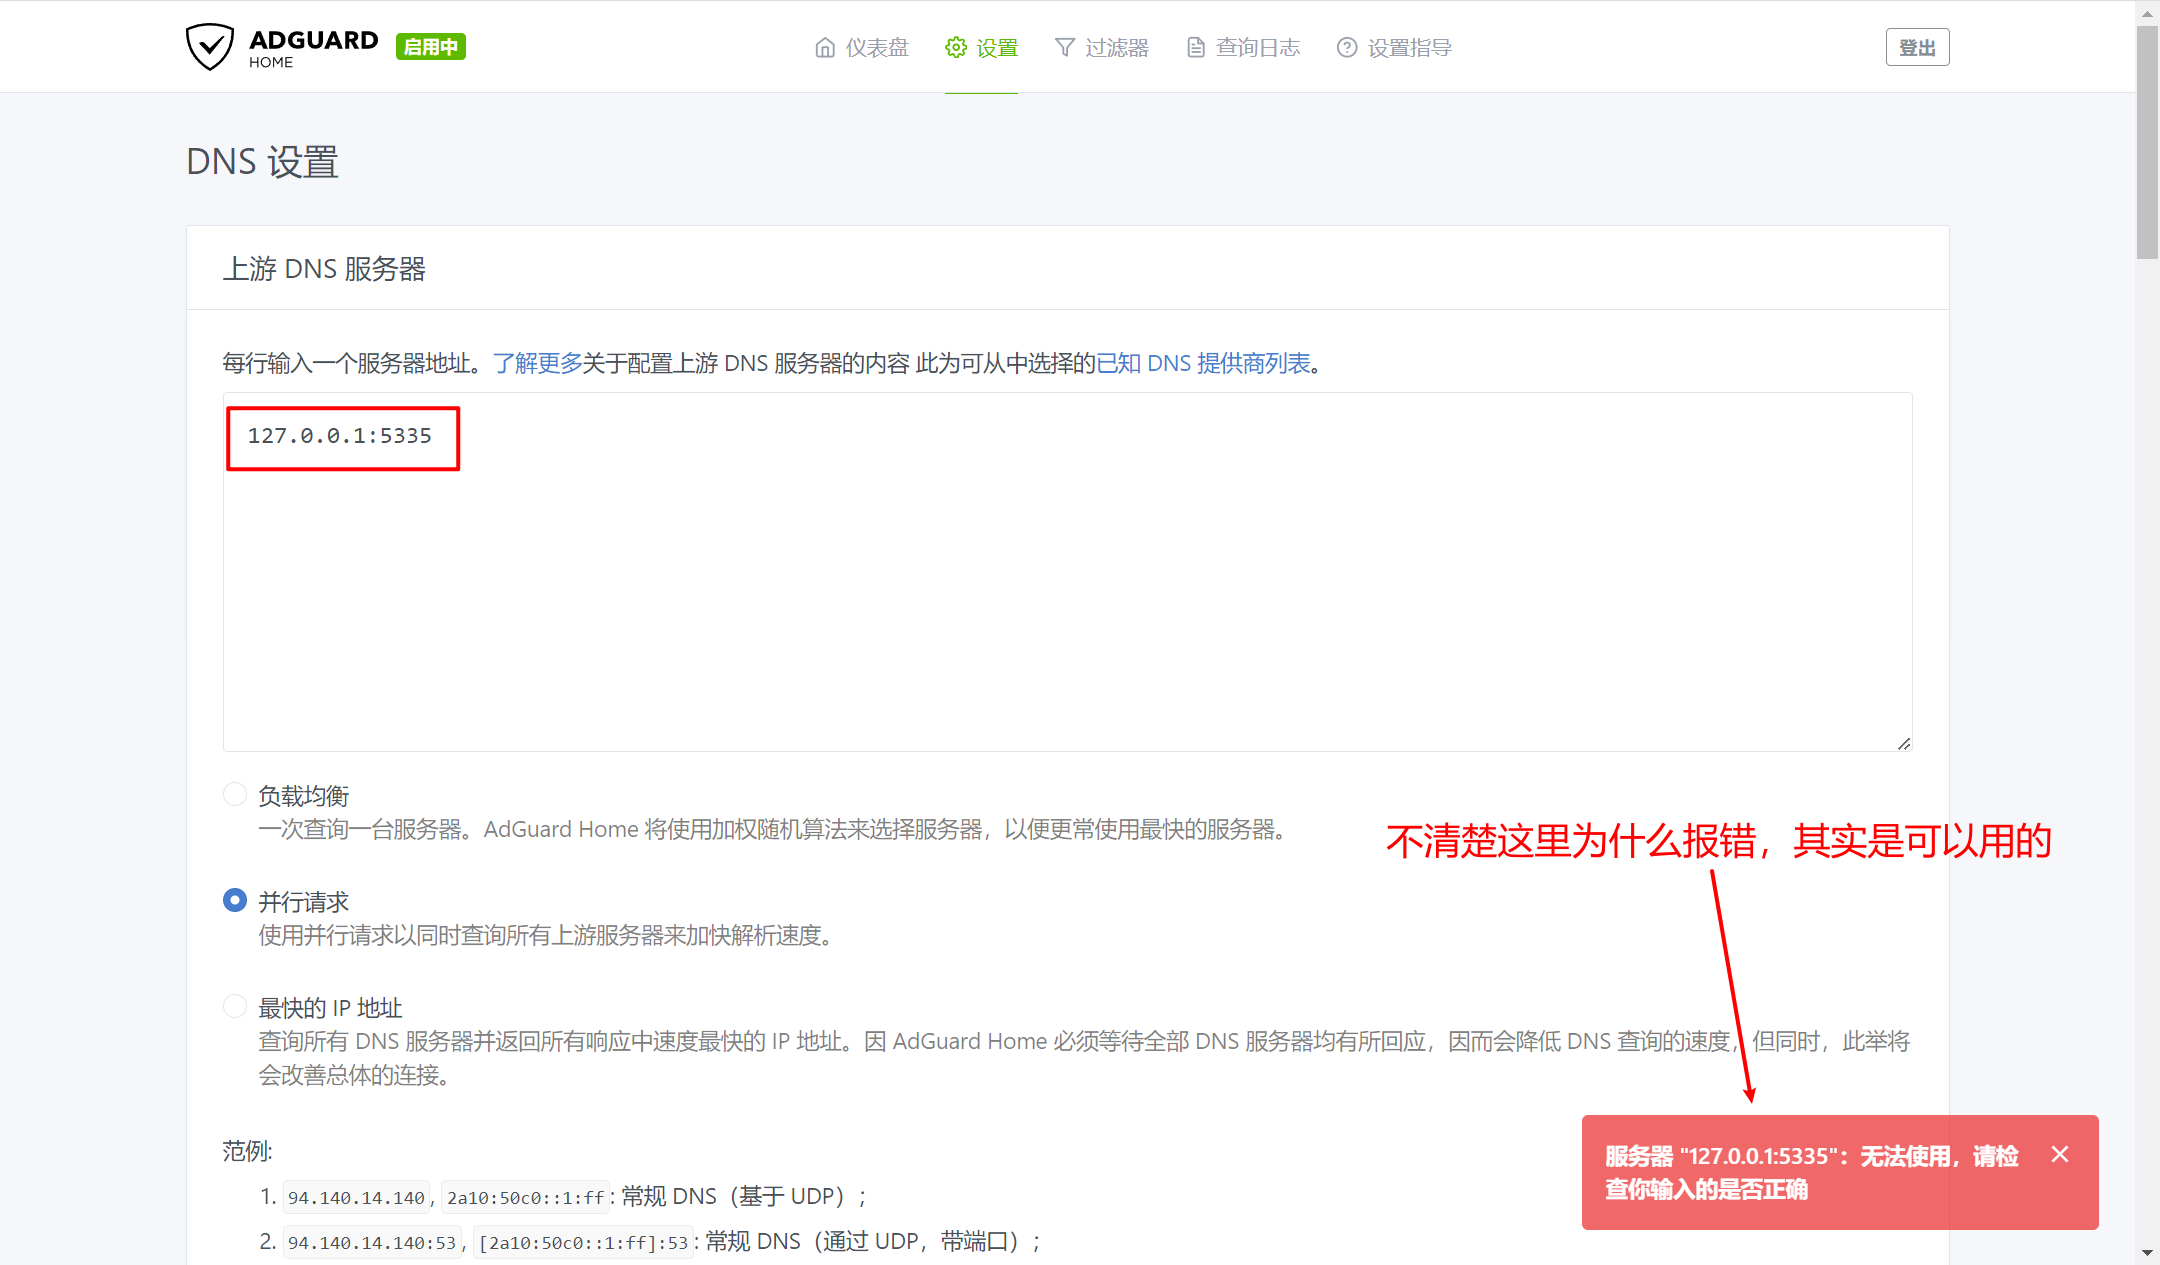 ADGUARD
HOME
启用中
仪表盘
设置
过滤器
查询日志
设置指导
登出
DNS 设置
上游 DNS 服务器
每行输入一个服务器地址。了解更多关于配置上游 DNS 服务器的内容 此为可从中选择的已知 DNS 提供商列表。
127.0.0.1:5335
负载均衡
一次查询一台服务器。AdGuard Home 将使用加权随机算法来选择服务器，以便更常使用最快的服务器。
不清楚这里为什么报错，其实是可以用的
并行请求
使用并行请求以同时查询所有上游服务器来加快解析速度。
最快的 IP 地址
查询所有 DNS 服务器并返回所有响应中速度最快的 IP 地址。因 AdGuard Home 必须等待全部 DNS 服务器均有所回应，因而会降低 DNS 查询的速度，但同时，此举将
会改善总体的连接。
服务器 "127.0.0.1:5335"：无法使用，请检
查你输入的是否正确
范例:
1. 94.140.14.140, 2a10:50c0::1:ff: 常规 DNS（基于 UDP）；
2. 94.140.14.140:53, [2a10:50c0::1:ff]:53: 常规 DNS（通过 UDP，带端口）；